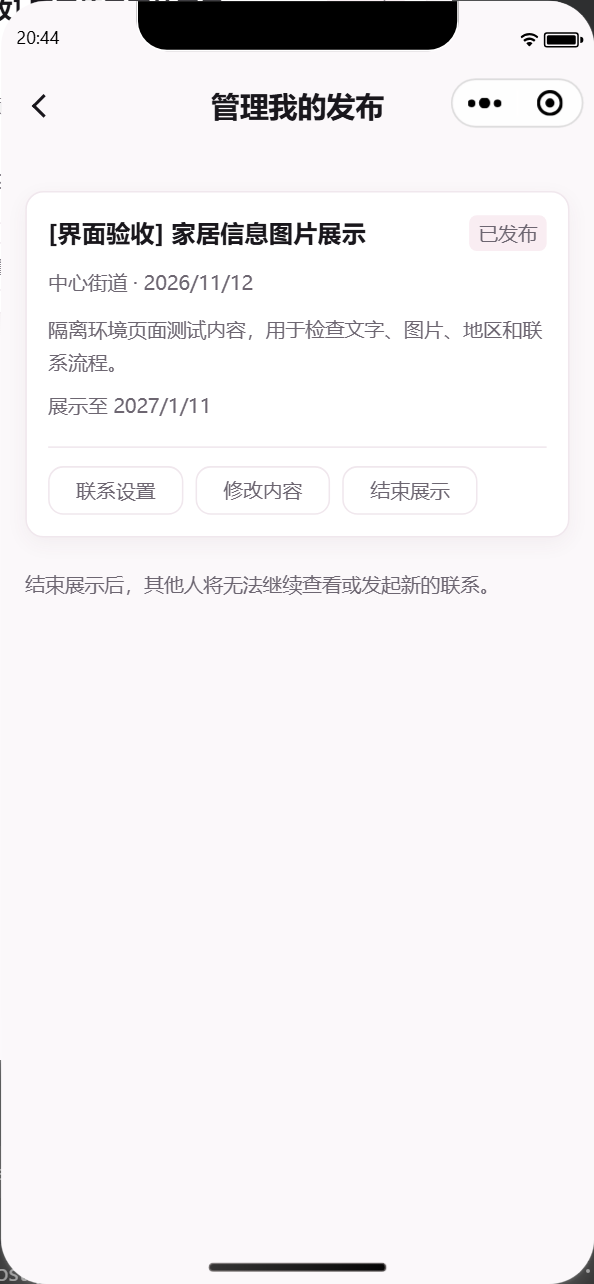 20:44
管理我的发布
[界面验收] 家居信息图片展示
已发布
中心街道 · 2026/11/12
隔离环境页面测试内容，用于检查文字、图片、地区和联
系流程。
展示至 2027/1/11
联系设置
修改内容
结束展示
结束展示后，其他人将无法继续查看或发起新的联系。